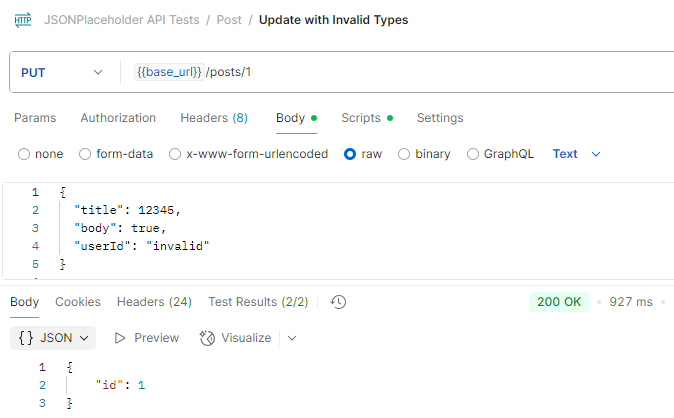 HTTP JSONPlaceholder API Tests / Post / Update with Invalid Types
PUT {{base_url}} /posts/1
Params Authorization Headers (8) Body Scripts Settings
none form-data x-www-form-urlencoded raw binary GraphQL Text
1 {
2 "title": 12345,
3 "body": true,
4 "userId": "invalid"
5 }
Body Cookies Headers (24) Test Results (2/2) 200 OK 927 ms
{} JSON Preview Visualize
1 {
2 "id": 1
3 }